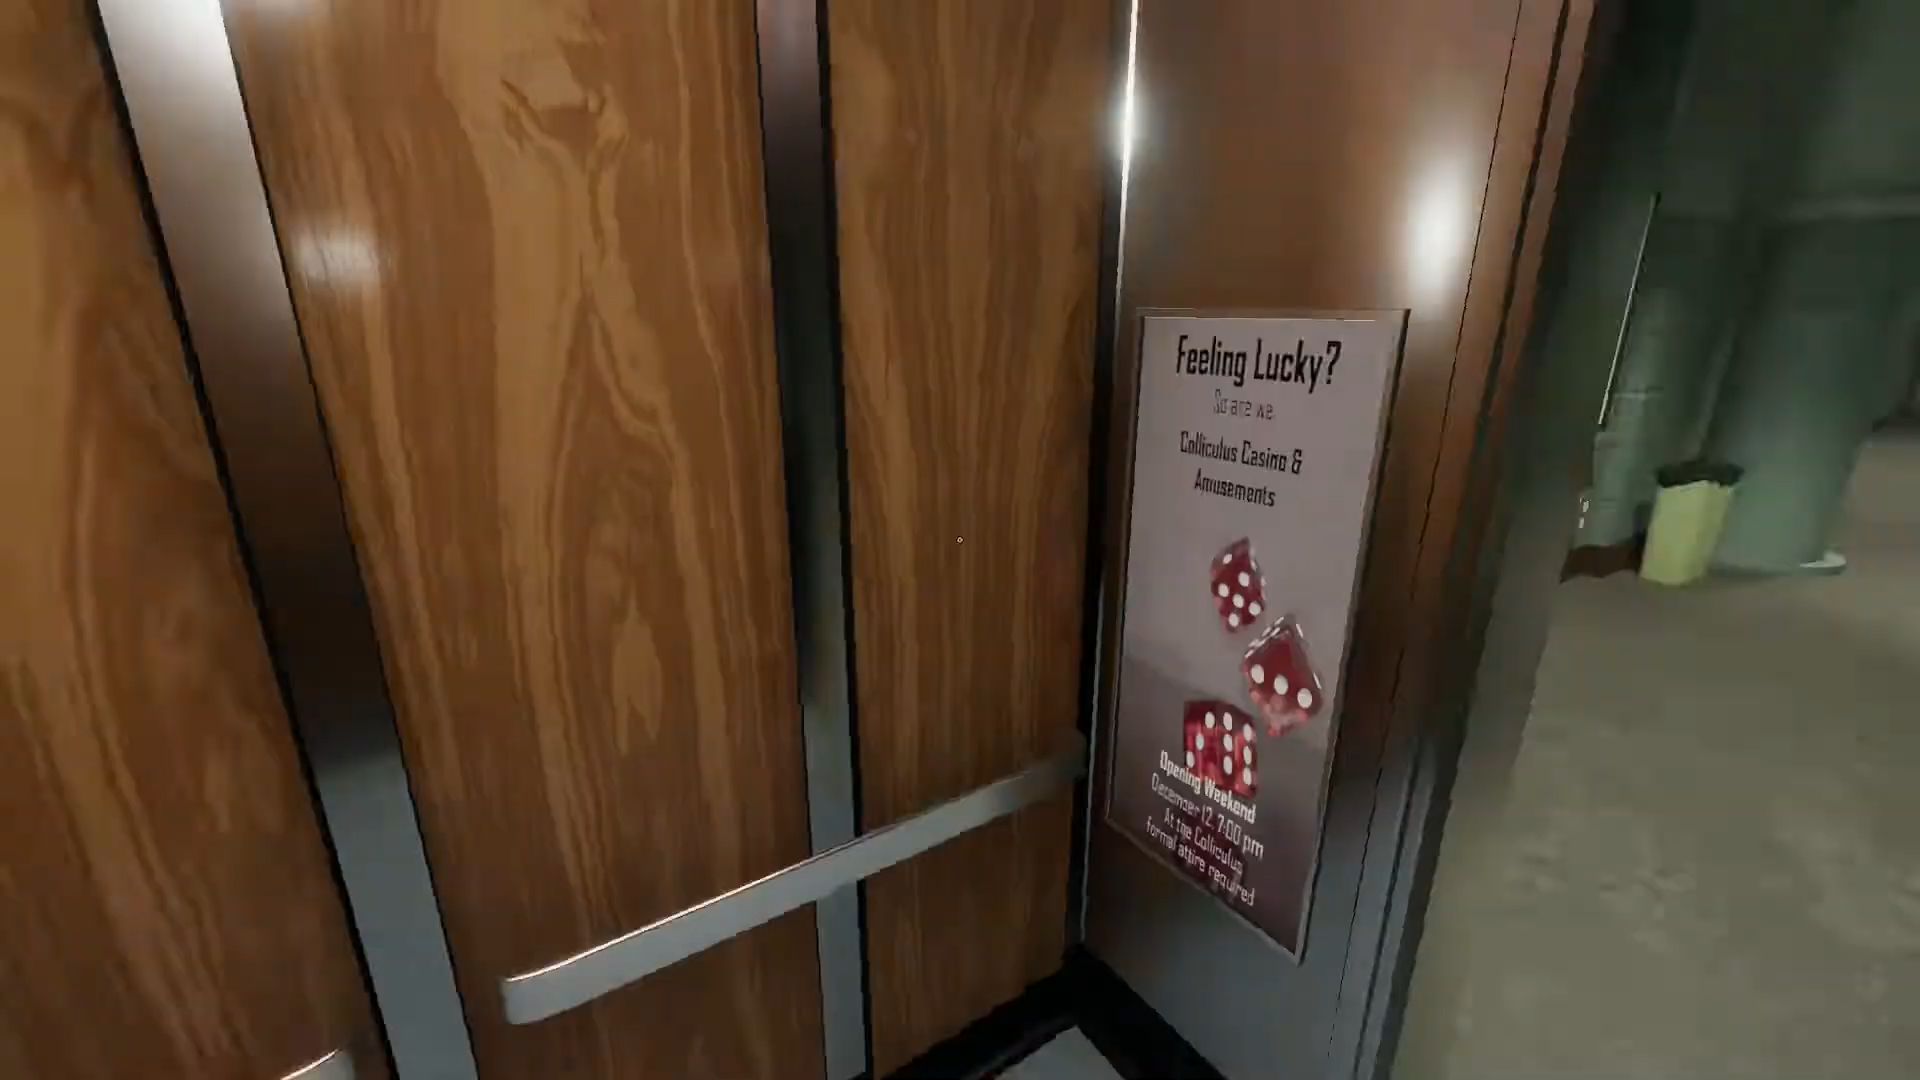 Feeling Lucky?
So are we.
Colliculus Casino &
Amusements
Opening Weekend
December 12, 7:00 pm
At the Colliculus
formal attire required